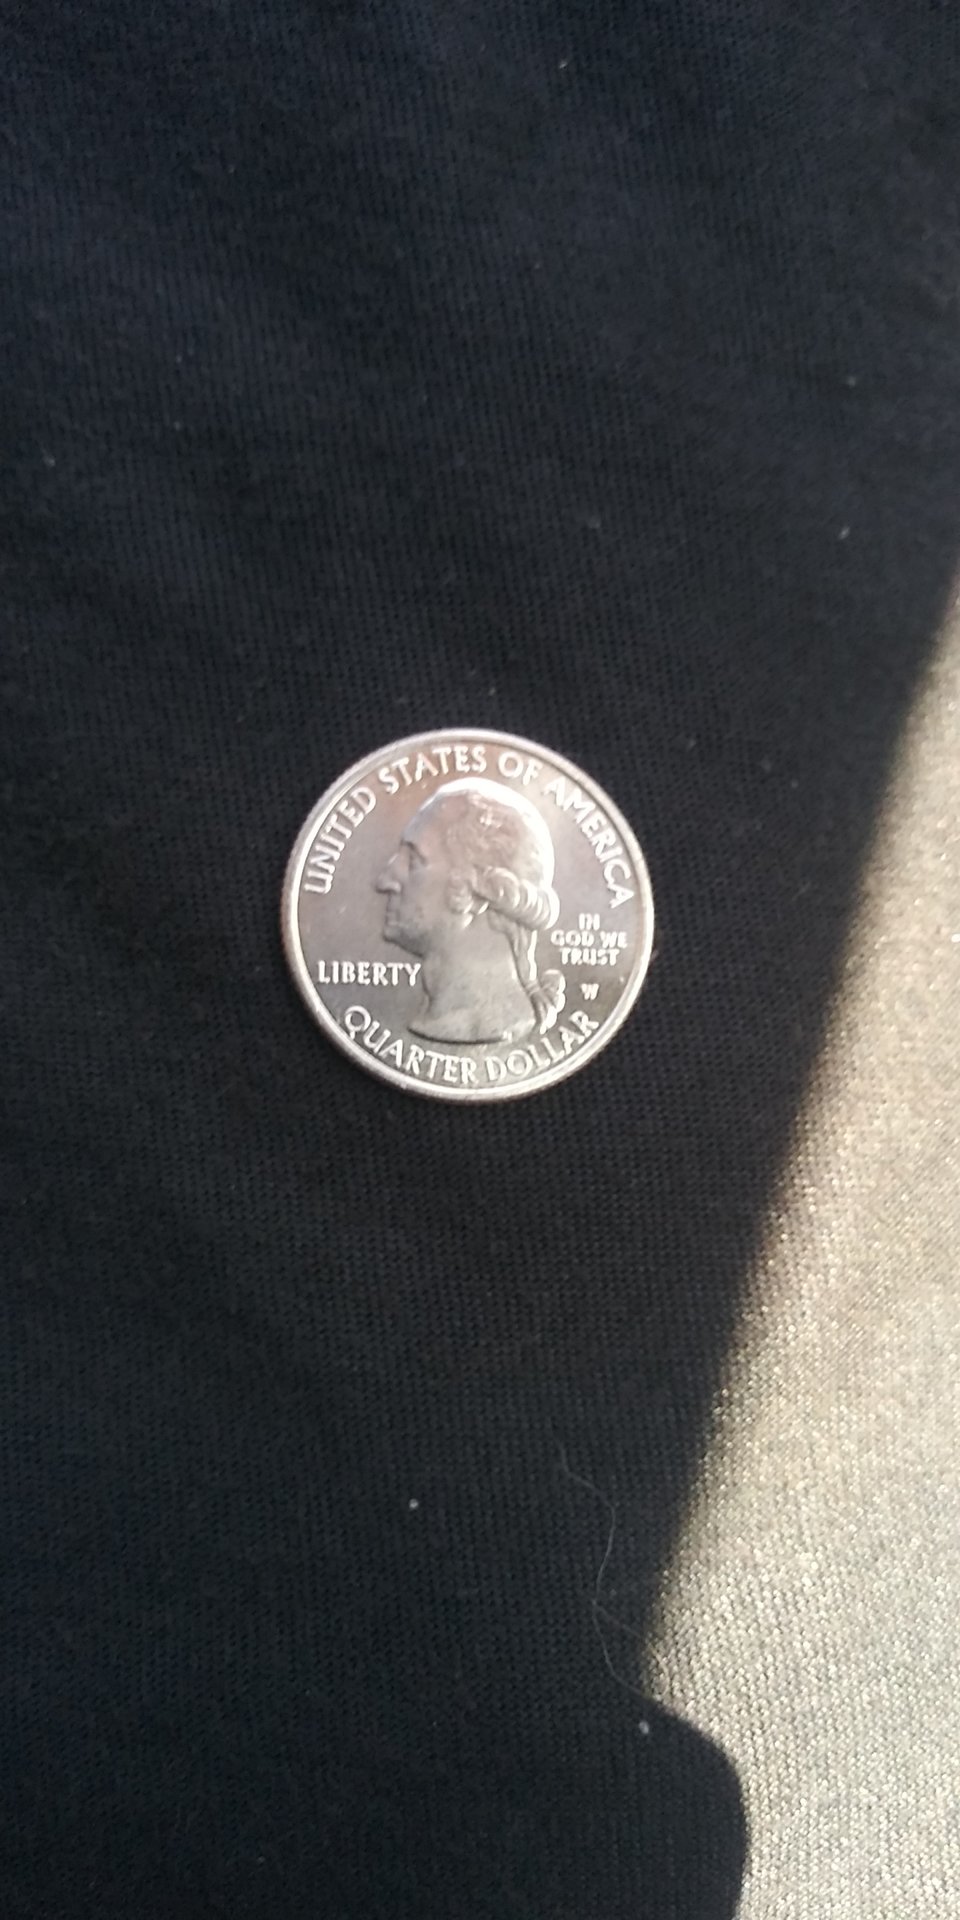 UNITED STATES OF AMERICA
IN
GOD WE
TRUST
LIBERTY
W
QUARTER DOLLAR